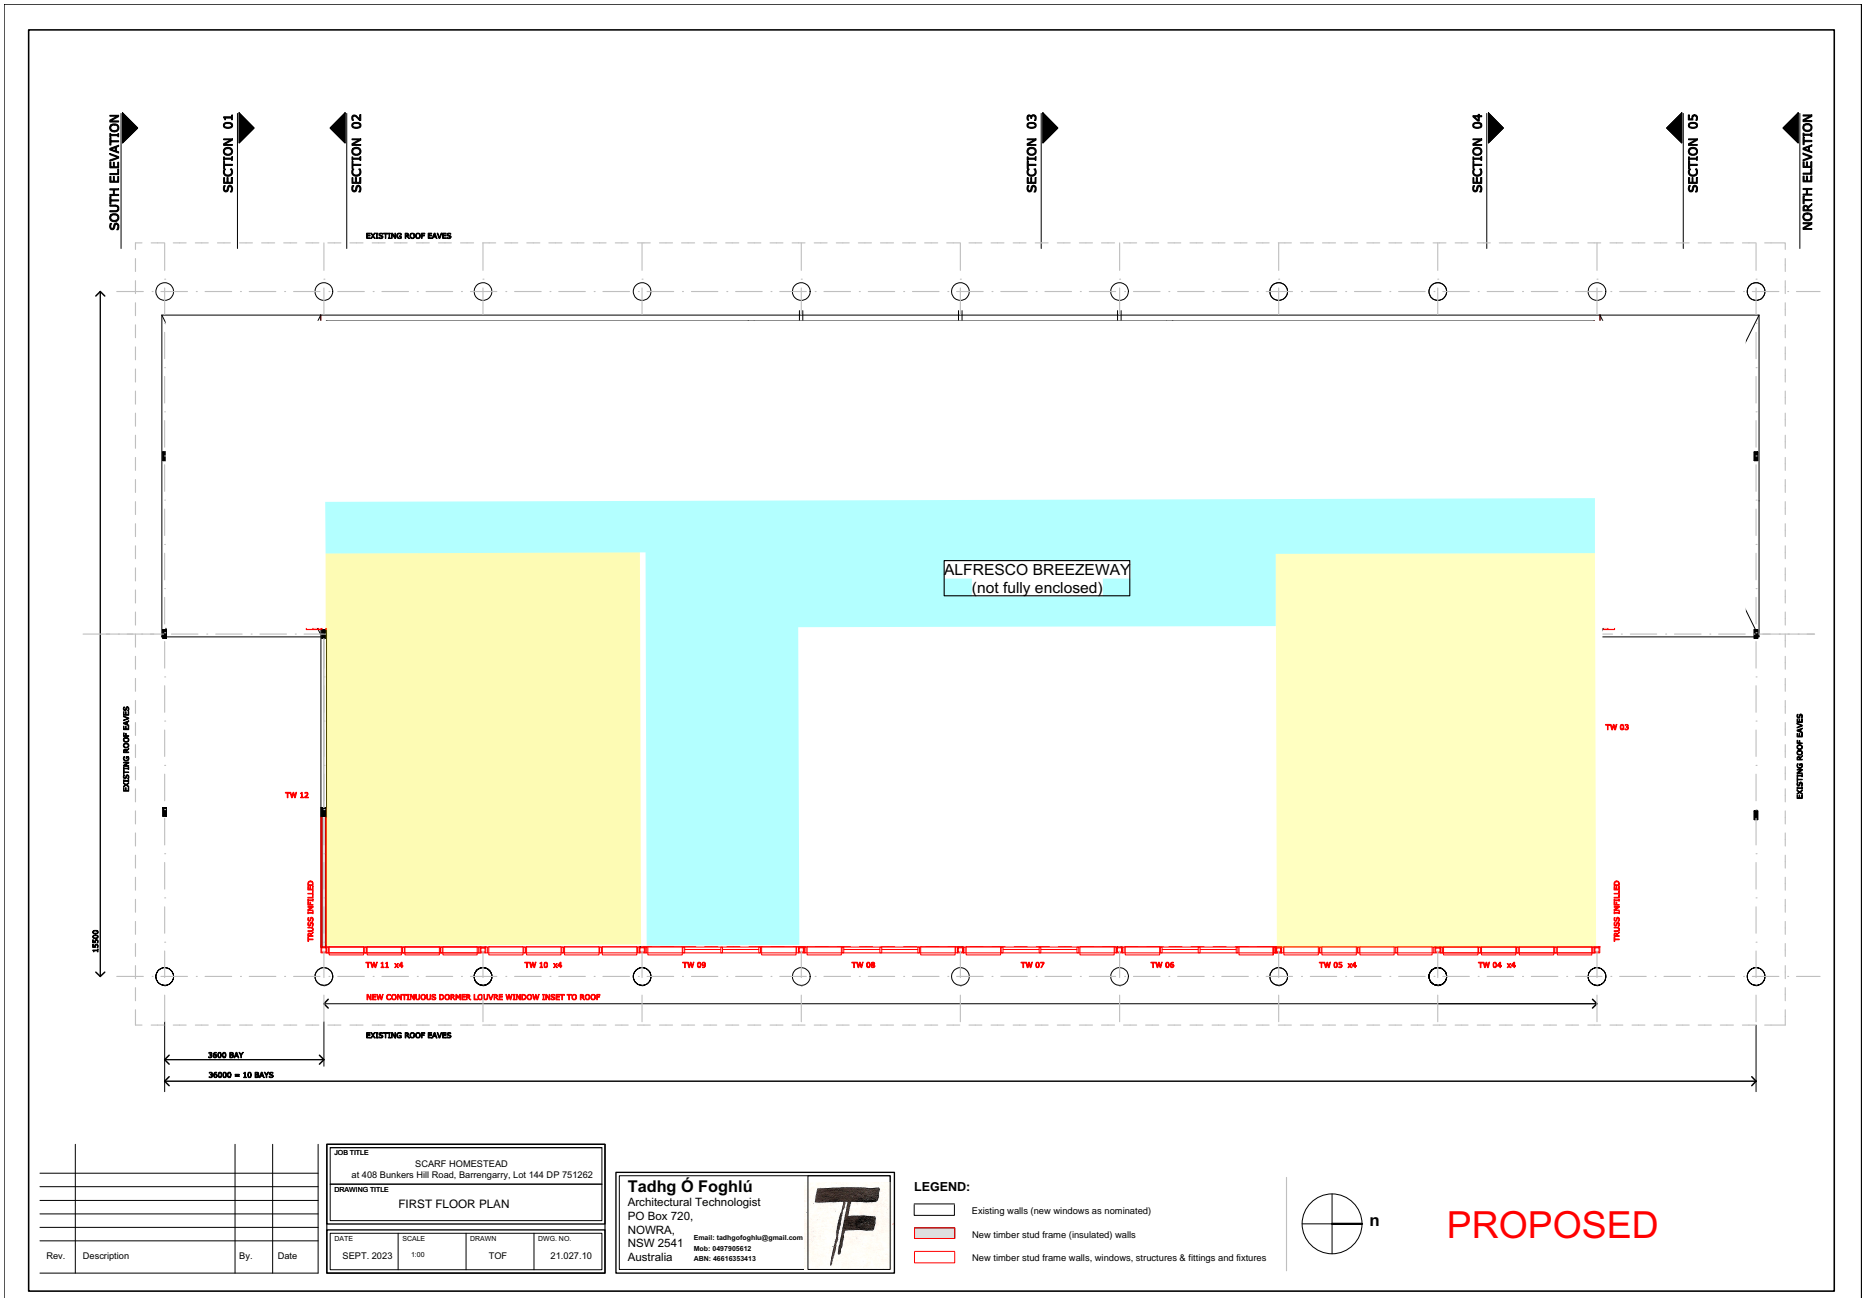 SOUTH ELEVATION
SECTION 01
SECTION 02
SECTION 03
SECTION 04
SECTION 05
NORTH ELEVATION
EXISTING ROOF EAVES
ALFRESCO BREEZEWAY
(not fully enclosed)
EXISTING ROOF EAVES
TW 12
TW 03
EXISTING ROOF EAVES
15500
TRUSS INFILLED
TRUSS INFILLED
TW 11 x4
TW 10 x4
TW 09
TW 08
TW 07
TW 06
TW 05 x4
TW 04 x4
NEW CONTINUOUS DORMER LOUVRE WINDOW INSET TO ROOF
EXISTING ROOF EAVES
3600 BAY
36000 = 10 BAYS
Rev. Description By. Date
JOB TITLE
SCARF HOMESTEAD
at 408 Bunkers Hill Road, Barrengarry, Lot 144 DP 751262
DRAWING TITLE
FIRST FLOOR PLAN
DATE SCALE DRAWN DWG. NO.
SEPT. 2023 1:00 TOF 21.027.10
Tadhg Ó Foghlú
Architectural Technologist
PO Box 720,
NOWRA,
NSW 2541
Australia
Email: tadhgofoghlu@gmail.com
Mob: 0497905612
ABN: 46616353413
TF
LEGEND:
Existing walls (new windows as nominated)
New timber stud frame (insulated) walls
New timber stud frame walls, windows, structures & fittings and fixtures
n
PROPOSED